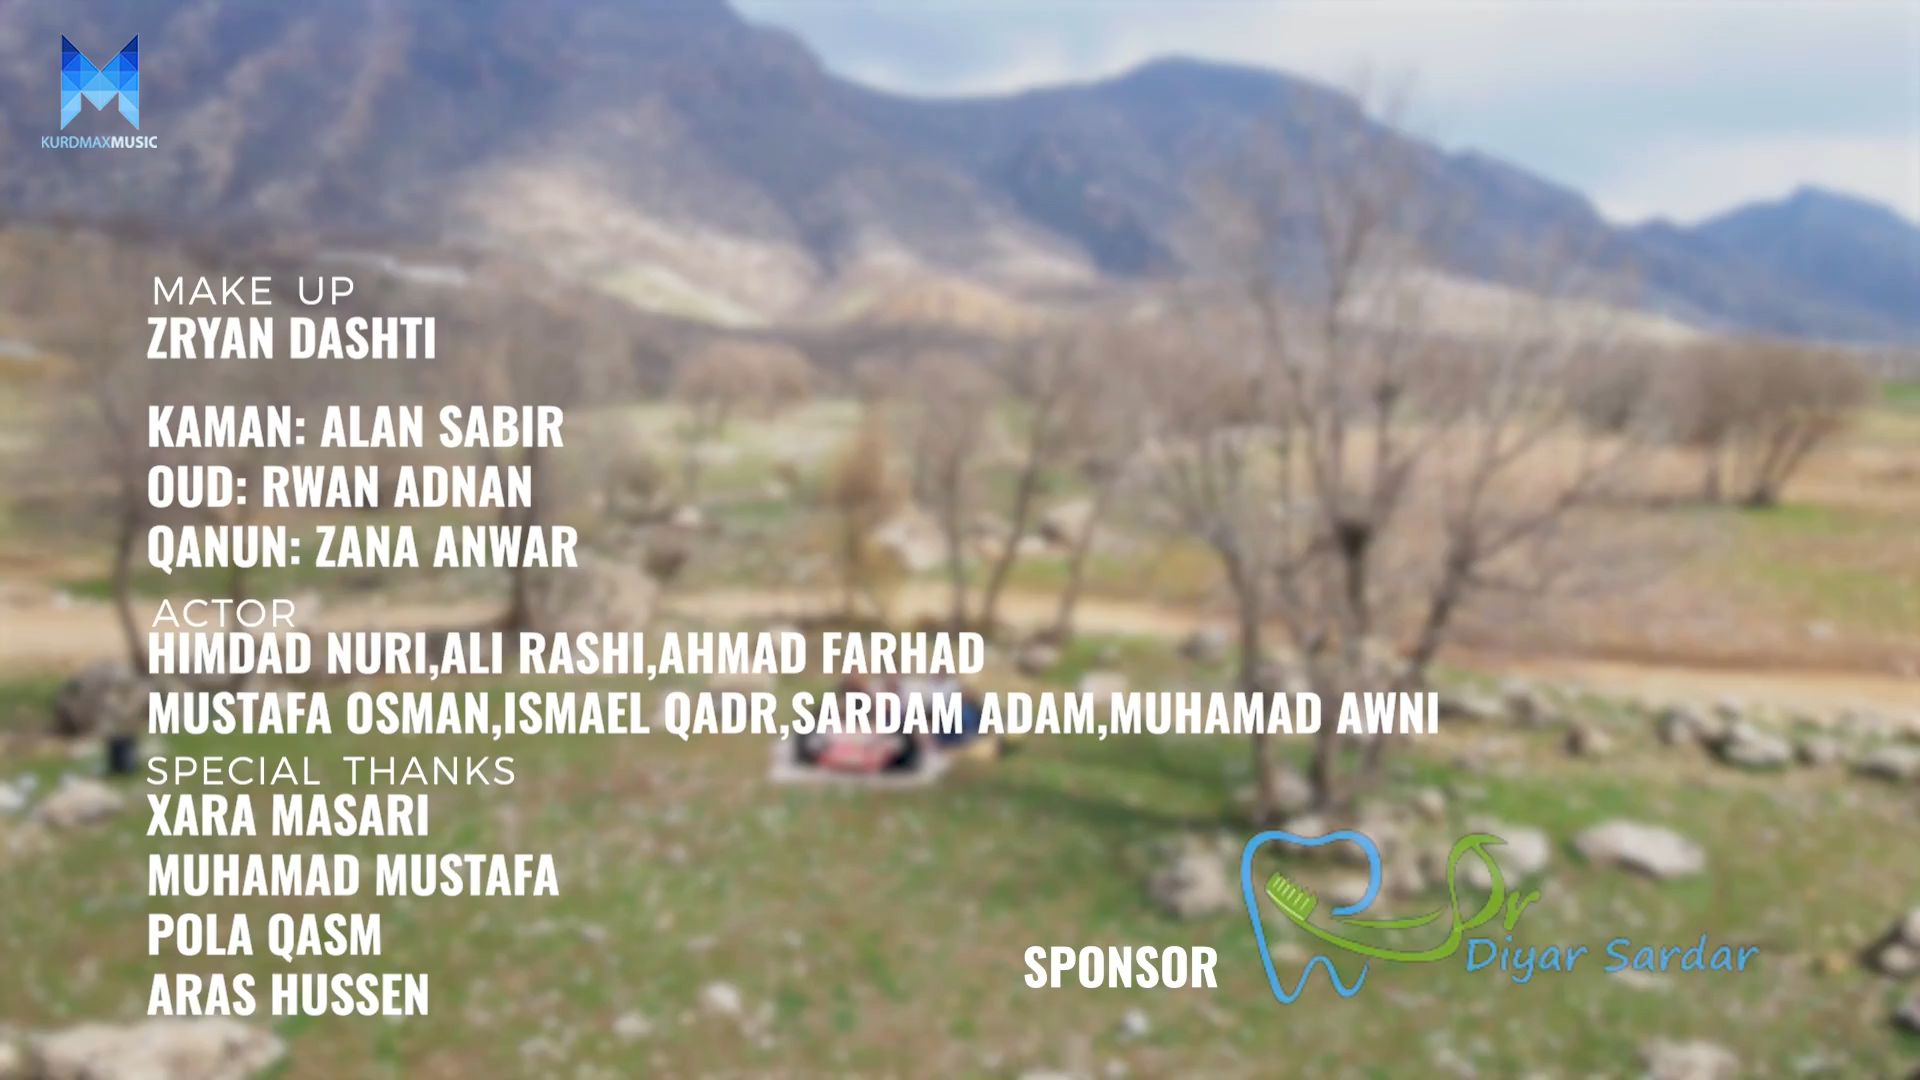 KURDMAXMUSIC
MAKE UP
ZRYAN DASHTI
KAMAN: ALAN SABIR
OUD: RWAN ADNAN
QANUN: ZANA ANWAR
ACTOR
HIMDAD NURI,ALI RASHI,AHMAD FARHAD
MUSTAFA OSMAN,ISMAEL QADR,SARDAM ADAM,MUHAMAD AWNI
SPECIAL THANKS
XARA MASARI
MUHAMAD MUSTAFA
POLA QASM
ARAS HUSSEN
SPONSOR
Dr
Diyar Sardar